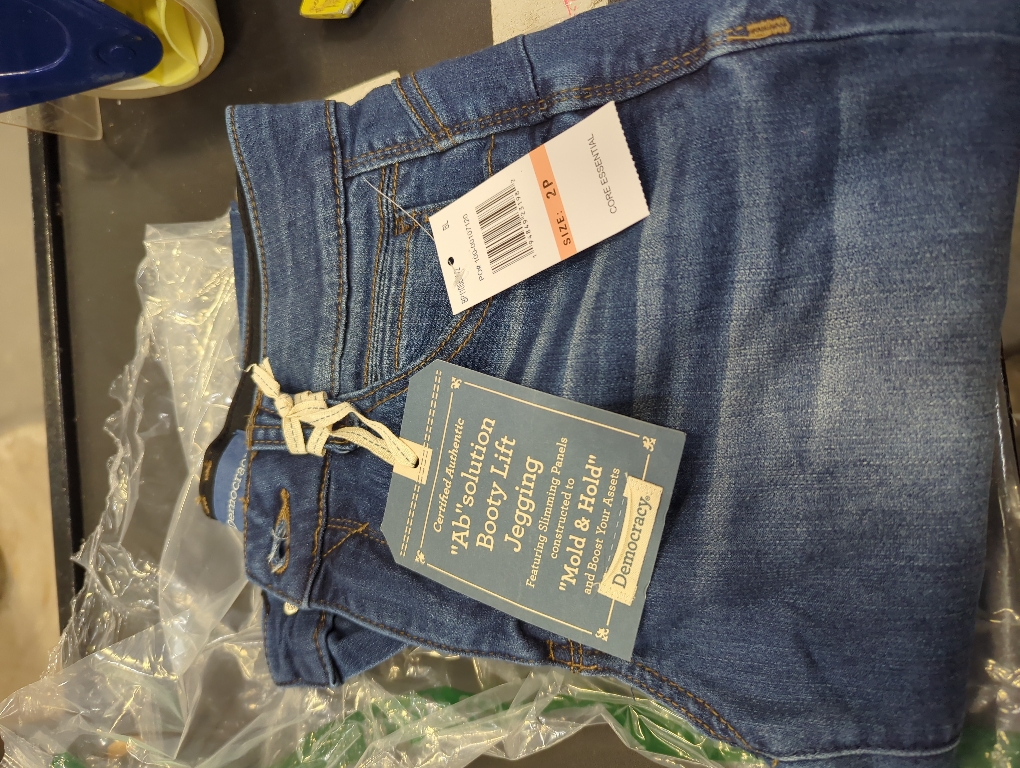 CORE ESSENTIAL
SIZE: 2P
BL
Certified Authentic
"Ab"solution
Booty Lift
Jegging
Featuring Slimming Panels
constructed to
"Mold & Hold"
and Boost Your Assets
Democracy®